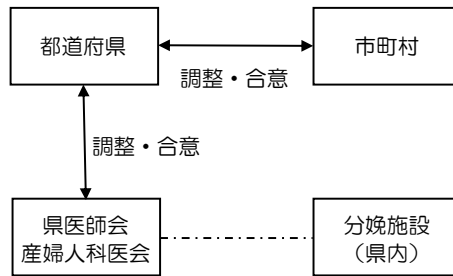 都道府県
市町村
調整・合意
調整・合意
県医師会
産婦人科医会
分娩施設
（県内）